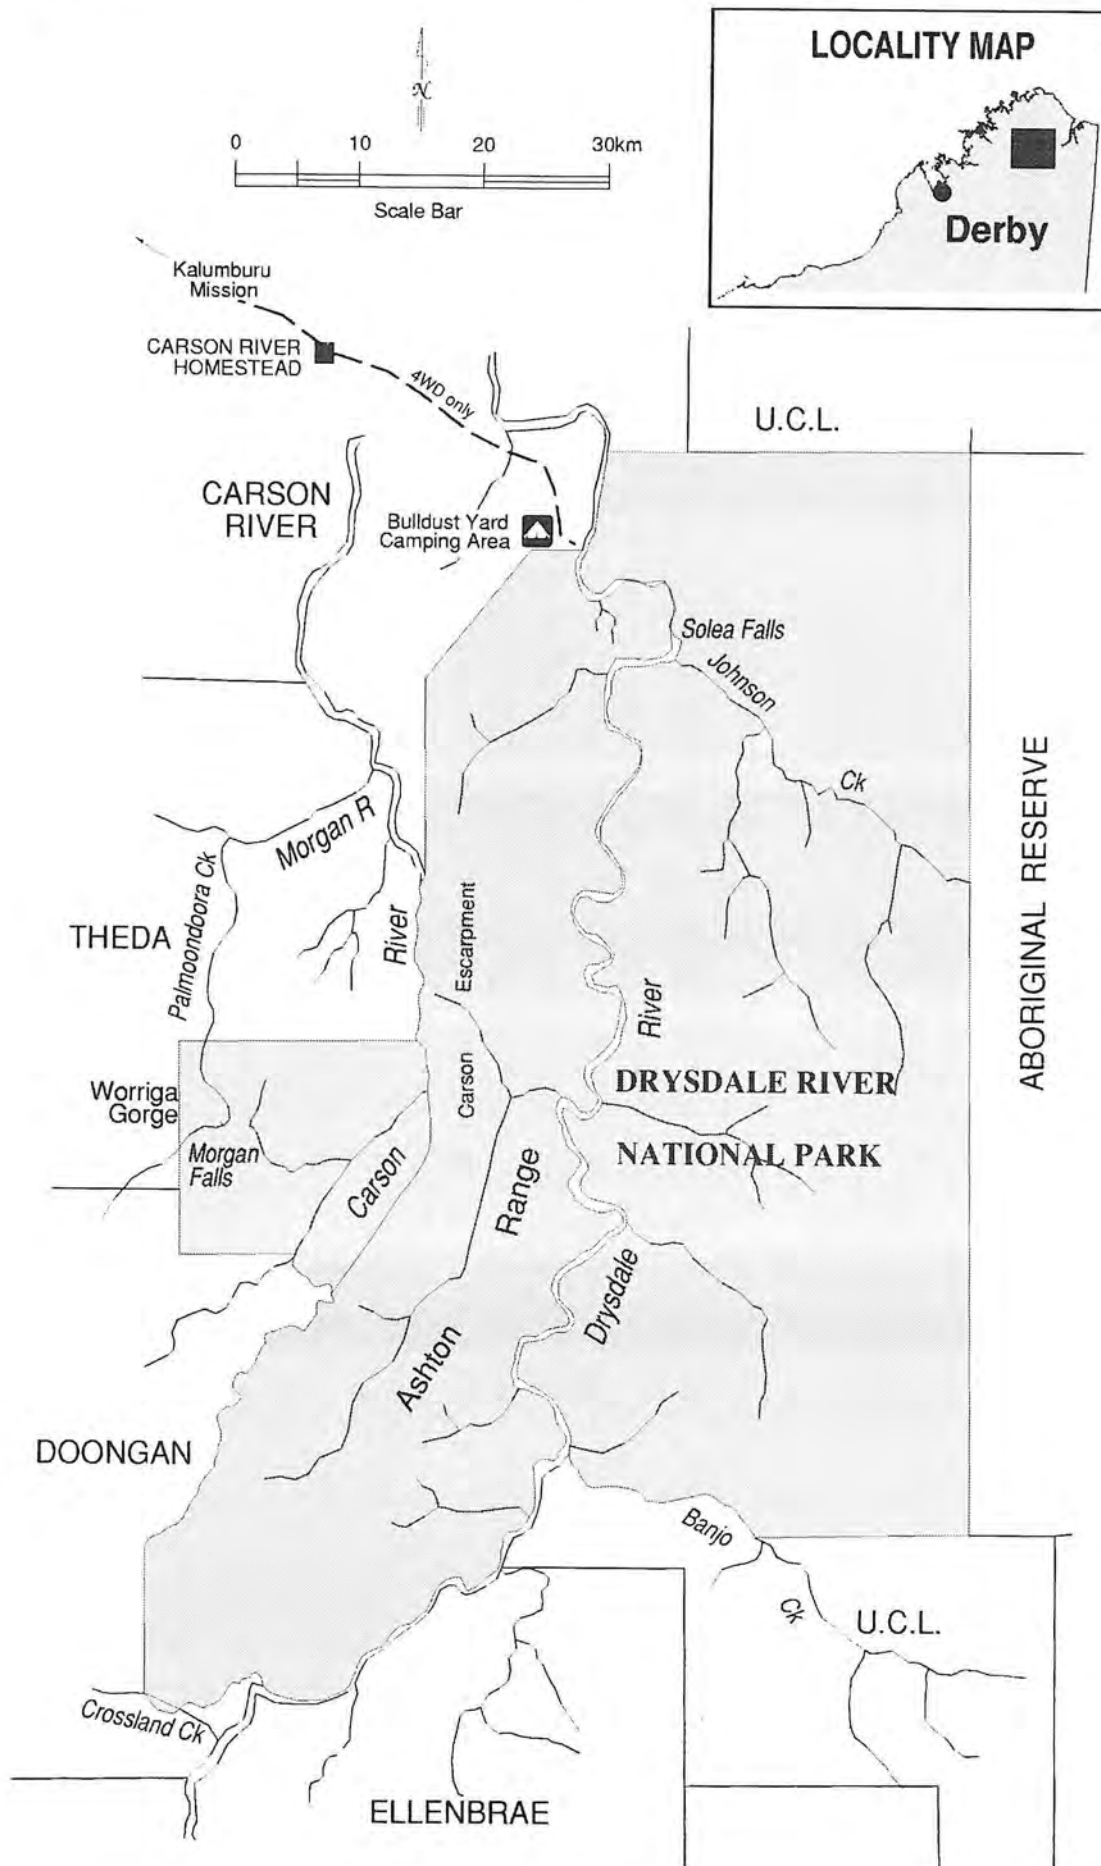 LOCALITY MAP
Derby
N
0 10 20 30km
Scale Bar
Kalumburu
Mission
CARSON RIVER
HOMESTEAD
4WD only
U.C.L.
CARSON
RIVER
Bulldust Yard
Camping Area
Solea Falls
Johnson
Ck
ABORIGINAL RESERVE
Morgan R
Palmoondoora Ck
THEDA
River
Escarpment
Carson
River
Worriga
Gorge
Morgan
Falls
DRYSDALE RIVER
NATIONAL PARK
Carson
Range
Ashton
Drysdale
DOONGAN
Banjo
Ck
U.C.L.
Crossland Ck
ELLENBRAE